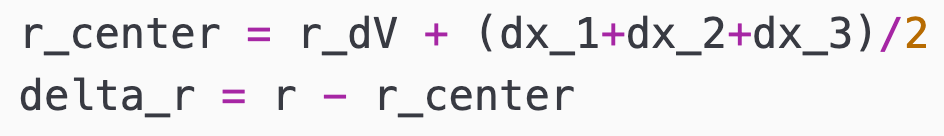 r_center = r_dV + (dx_1+dx_2+dx_3)/2
delta_r = r - r_center